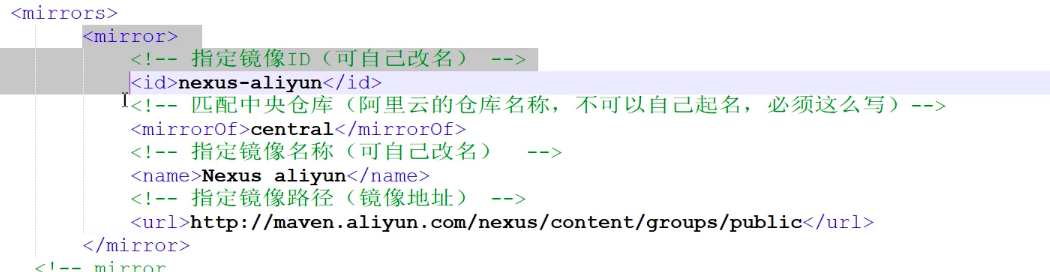 <mirrors>
<mirror>
<!-- 指定镜像ID（可自己改名） -->
<id>nexus-aliyun</id>
<!-- 匹配中央仓库（阿里云的仓库名称，不可以自己起名，必须这么写）-->
<mirrorOf>central</mirrorOf>
<!-- 指定镜像名称（可自己改名）  -->
<name>Nexus aliyun</name>
<!-- 指定镜像路径（镜像地址） -->
<url>http://maven.aliyun.com/nexus/content/groups/public</url>
</mirror>
<!-- mirror